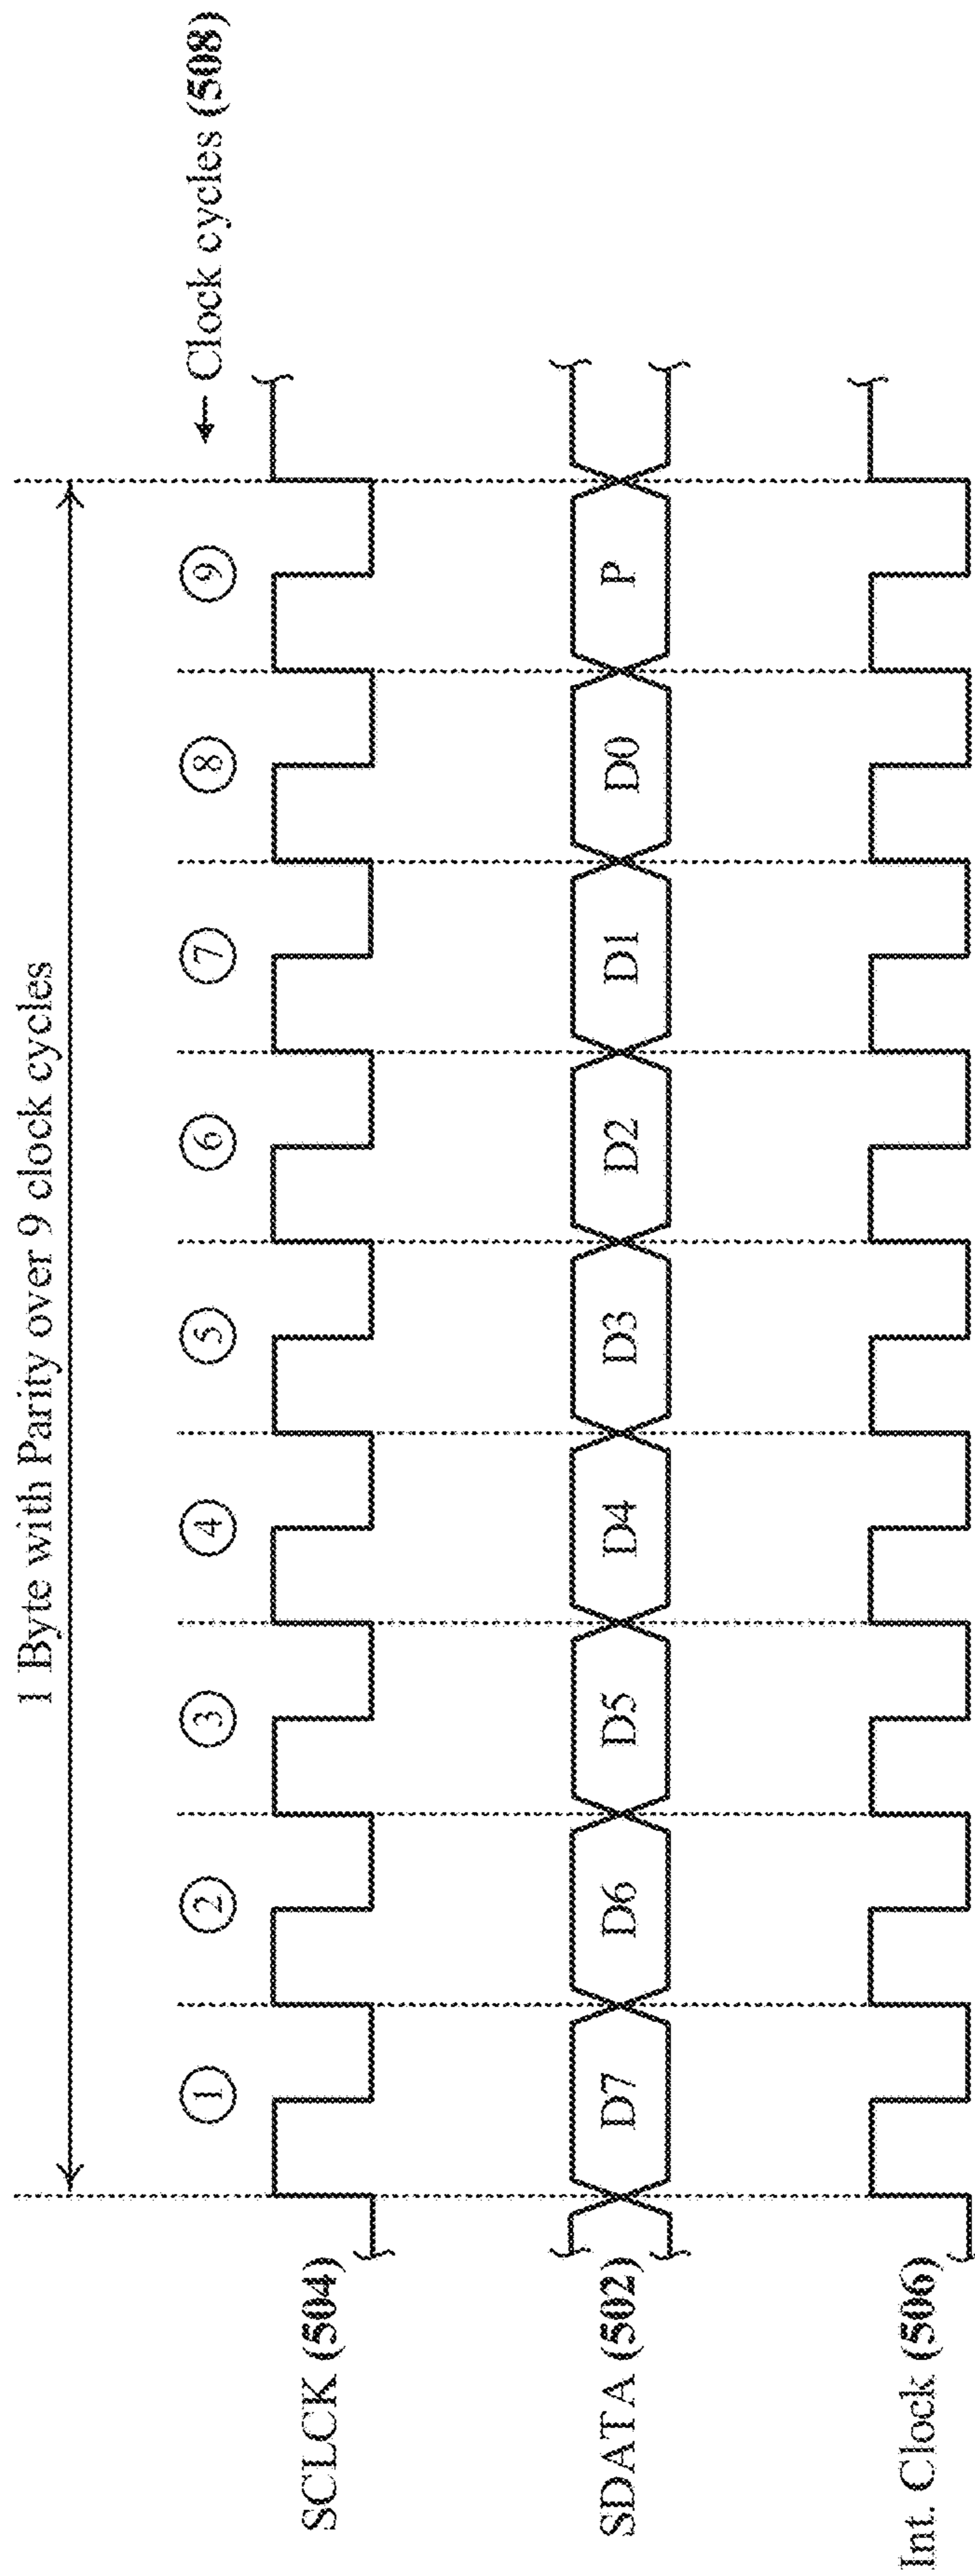 1 Byte with Parity over 9 clock cycles
1 2 3 4 5 6 7 8 9 Clock cycles (508)
SCLCK (504)
SDATA (502) D7 D6 D5 D4 D3 D2 D1 D0 P
Int. Clock (506)